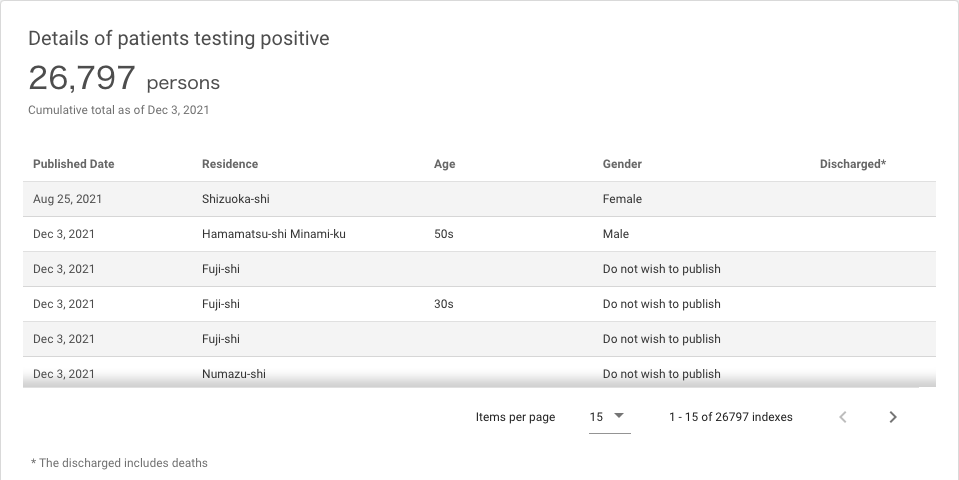 Details of patients testing positive
26,797 persons
Cumulative total as of Dec 3, 2021
Published Date Residence Age Gender Discharged*
Aug 25, 2021 Shizuoka-shi Female
Dec 3, 2021 Hamamatsu-shi Minami-ku 50s Male
Dec 3, 2021 Fuji-shi Do not wish to publish
Dec 3, 2021 Fuji-shi 30s Do not wish to publish
Dec 3, 2021 Fuji-shi Do not wish to publish
Dec 3, 2021 Numazu-shi Do not wish to publish
Items per page 15 1 - 15 of 26797 indexes
* The discharged includes deaths